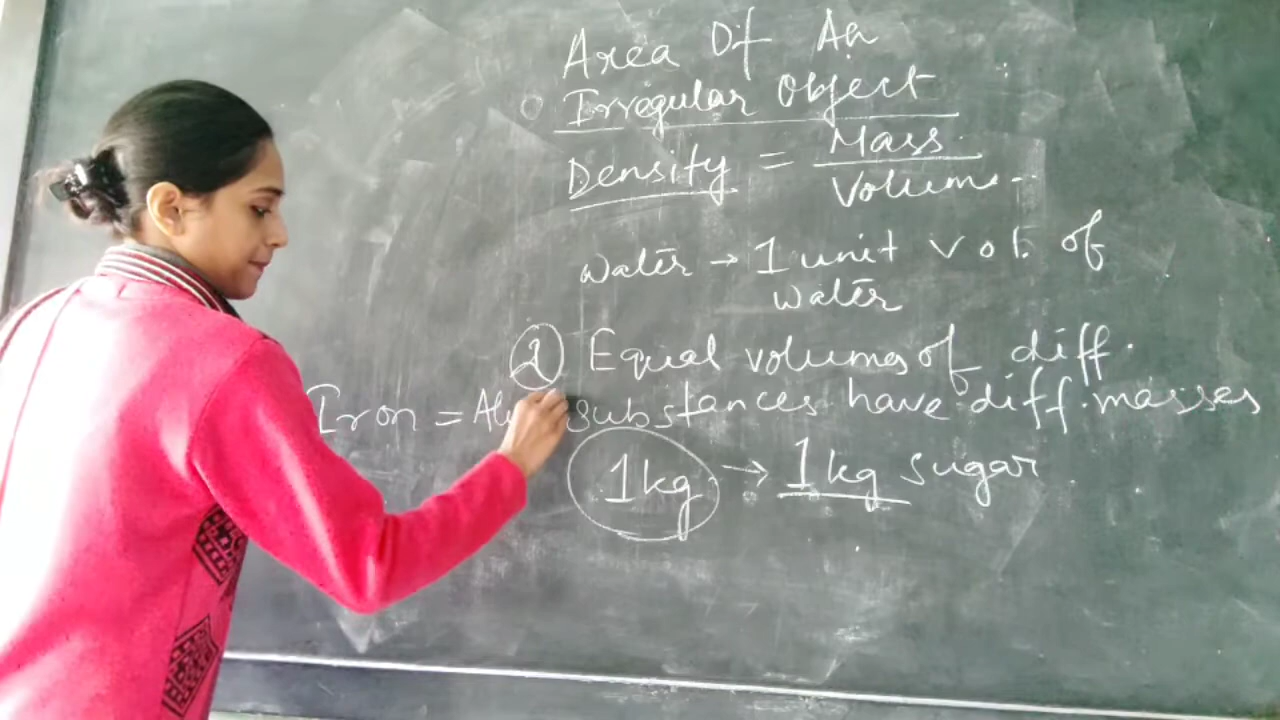 Area Of An
Irregular Object
Density = Mass
Volume
water → 1 unit vol. of
water
② Equal volumes of diff.
Iron = Alu substances have diff. masses
1kg → 1kg sugar